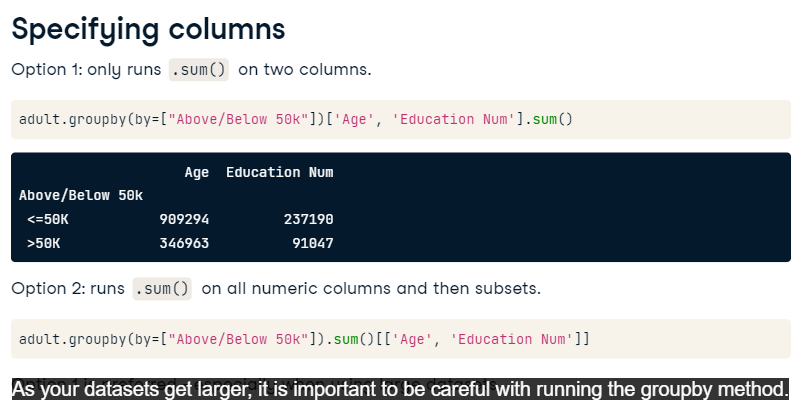 Specifying columns
Option 1: only runs .sum() on two columns.
adult.groupby(by=["Above/Below 50k"])['Age', 'Education Num'].sum()
Age Education Num
Above/Below 50k
<=50K 909294 237190
>50K 346963 91047
Option 2: runs .sum() on all numeric columns and then subsets.
adult.groupby(by=["Above/Below 50k"]).sum()[['Age', 'Education Num']]
As your datasets get larger, it is important to be careful with running the groupby method.